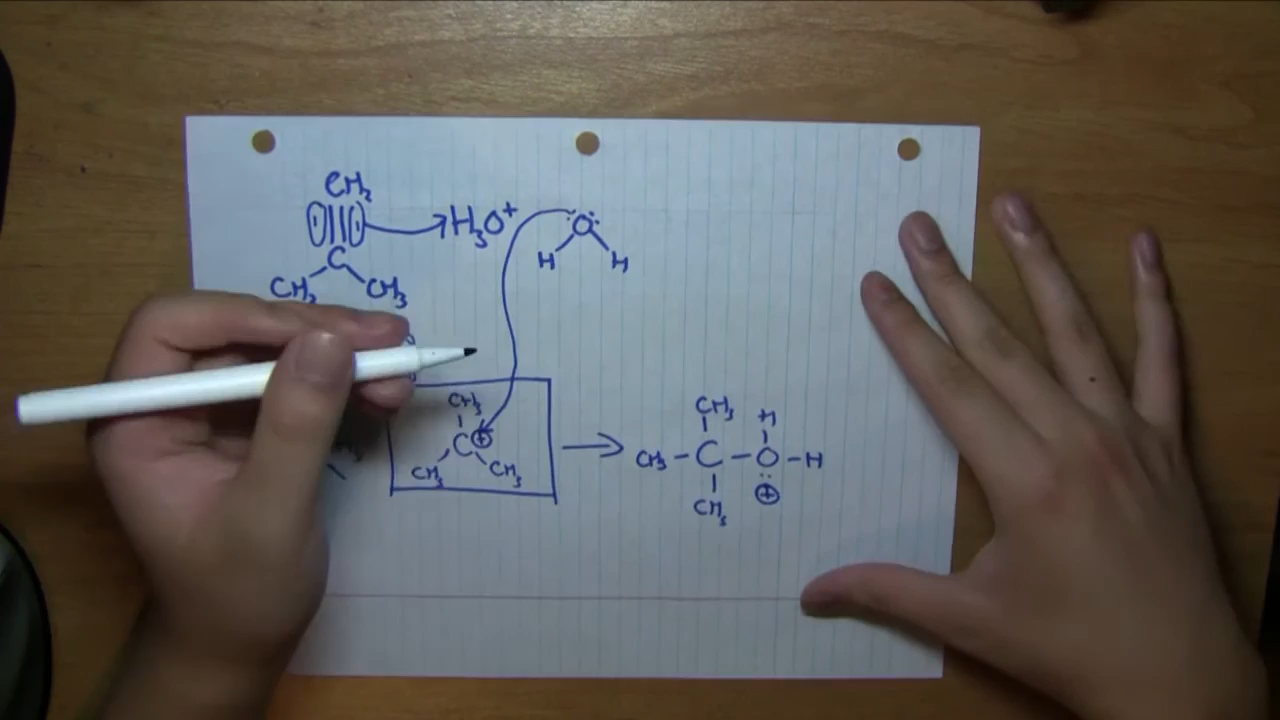 CH₂
H₃O⁺ :Ö
C H H
CH₃ CH₃
CH₃
C ⊕
CH₃ CH₃
→
CH₃ H
CH₃ - C - O - H
CH₃ ⊕